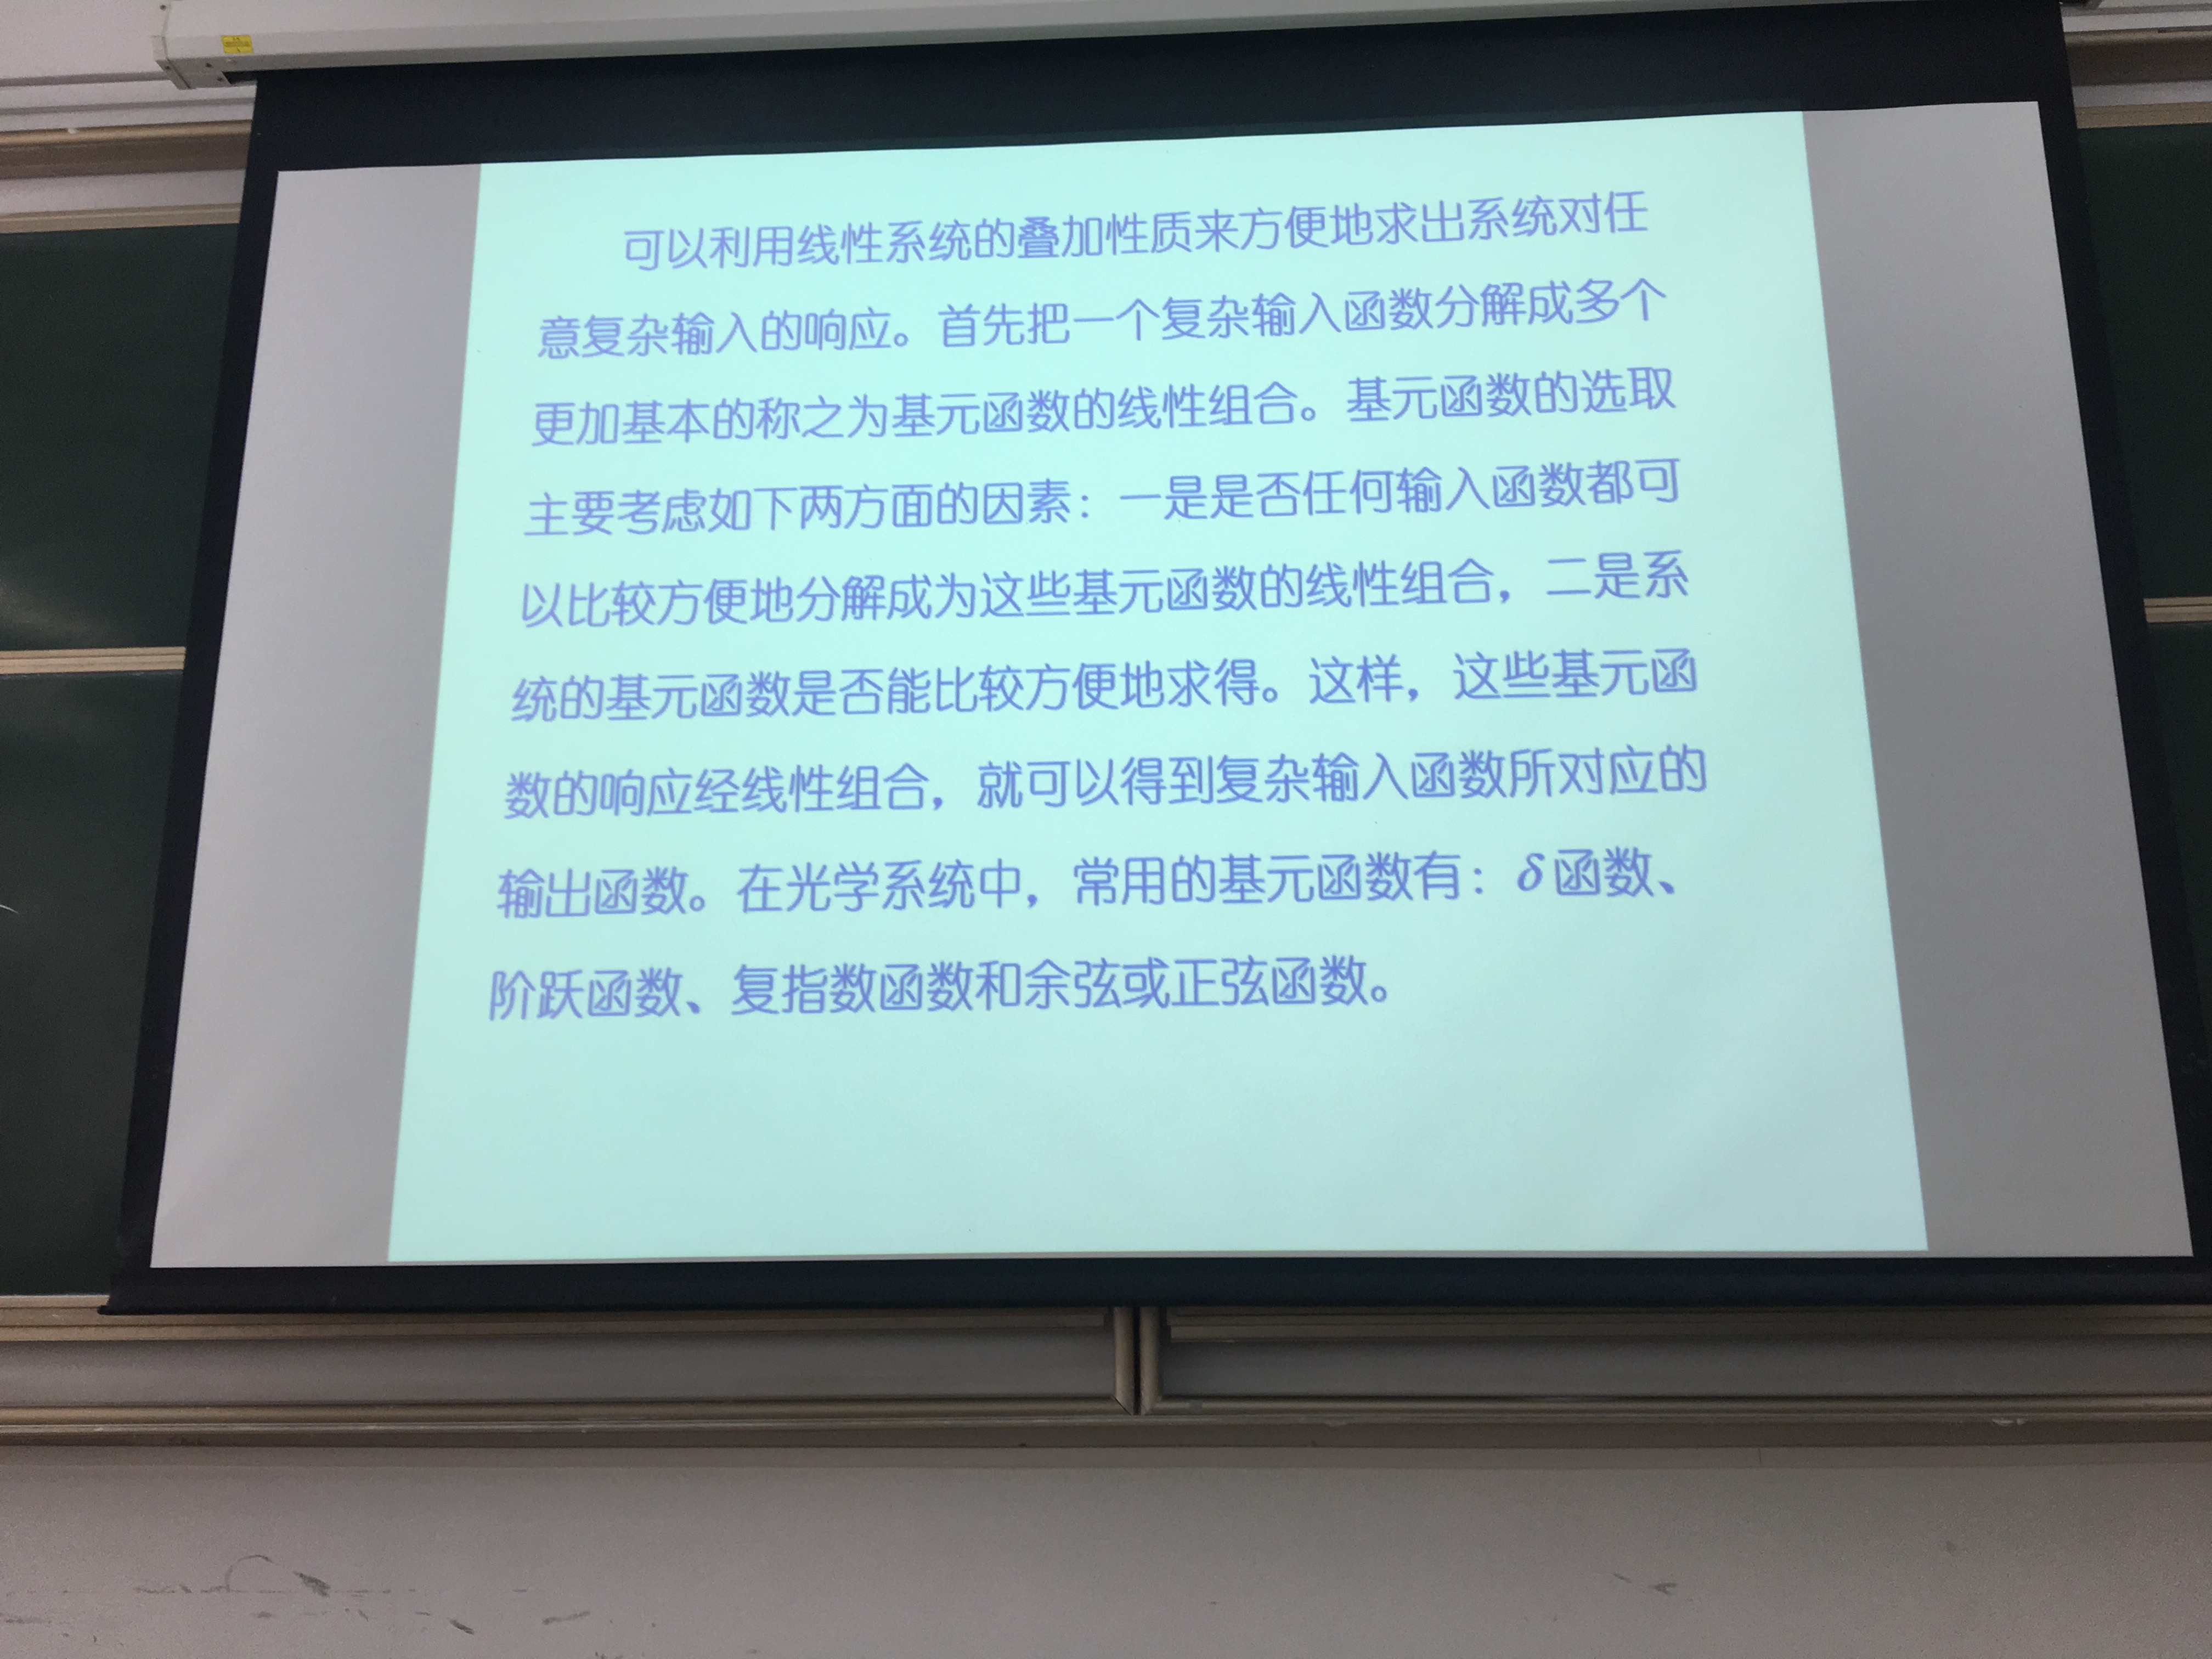 可以利用线性系统的叠加性质来方便地求出系统对任
意复杂输入的响应。首先把一个复杂输入函数分解成多个
更加基本的称之为基元函数的线性组合。基元函数的选取
主要考虑如下两方面的因素：一是是否任何输入函数都可
以比较方便地分解成为这些基元函数的线性组合，二是系
统的基元函数是否能比较方便地求得。这样，这些基元函
数的响应经线性组合，就可以得到复杂输入函数所对应的
输出函数。在光学系统中，常用的基元函数有：δ函数、
阶跃函数、复指数函数和余弦或正弦函数。